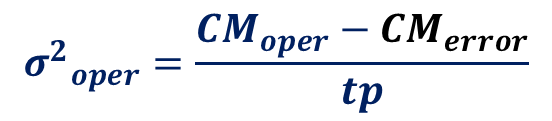 σ²ₒₚₑᵣ = (CMₒₚₑᵣ − CMₑᵣᵣₒᵣ) / tp